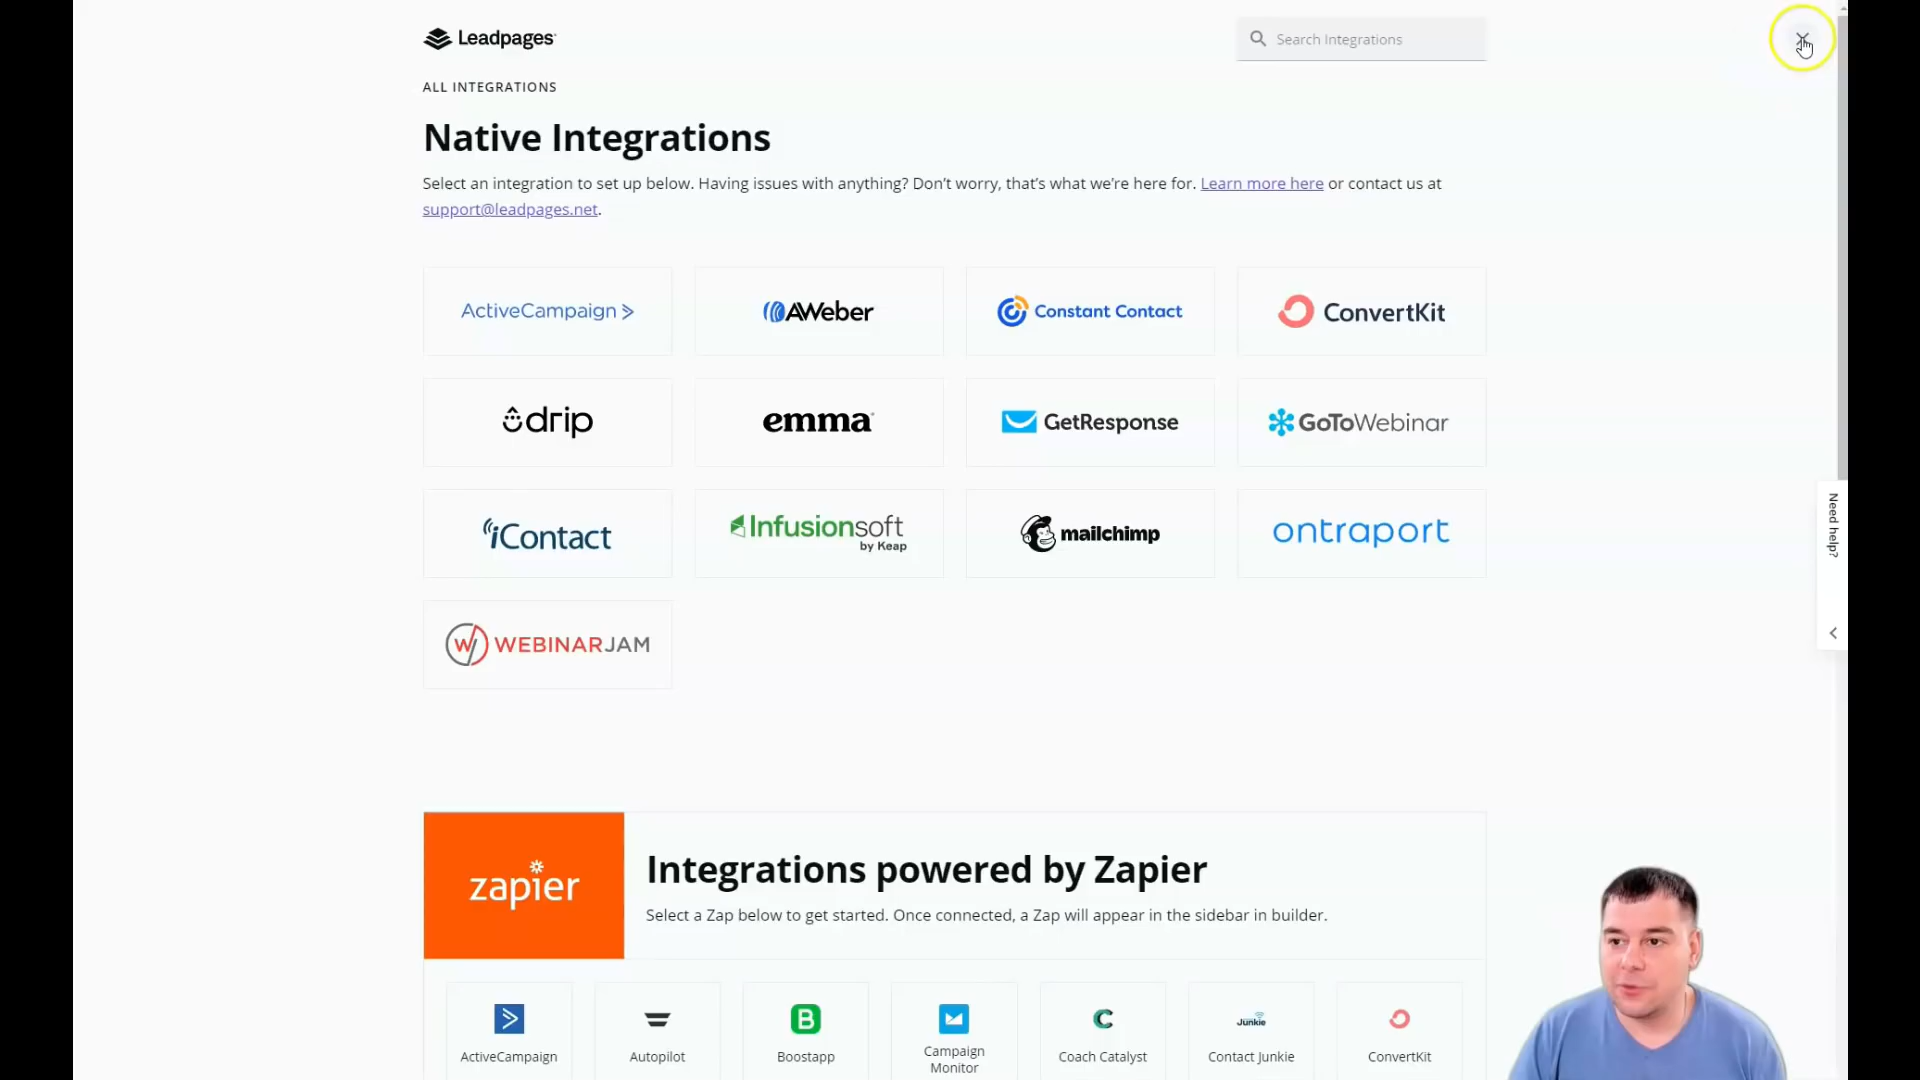 Leadpages
Search Integrations
ALL INTEGRATIONS
Native Integrations
Select an integration to set up below. Having issues with anything? Don't worry, that's what we're here for. Learn more here or contact us at
support@leadpages.net.
ActiveCampaign
AWeber
Constant Contact
ConvertKit
drip
emma
GetResponse
GoToWebinar
iContact
Infusionsoft
by Keap
mailchimp
ontraport
W WEBINARJAM
Need help?
zapier
Integrations powered by Zapier
Select a Zap below to get started. Once connected, a Zap will appear in the sidebar in builder.
B
C
Junkie
ActiveCampaign
Autopilot
Boostapp
Campaign
Monitor
Coach Catalyst
Contact Junkie
ConvertKit